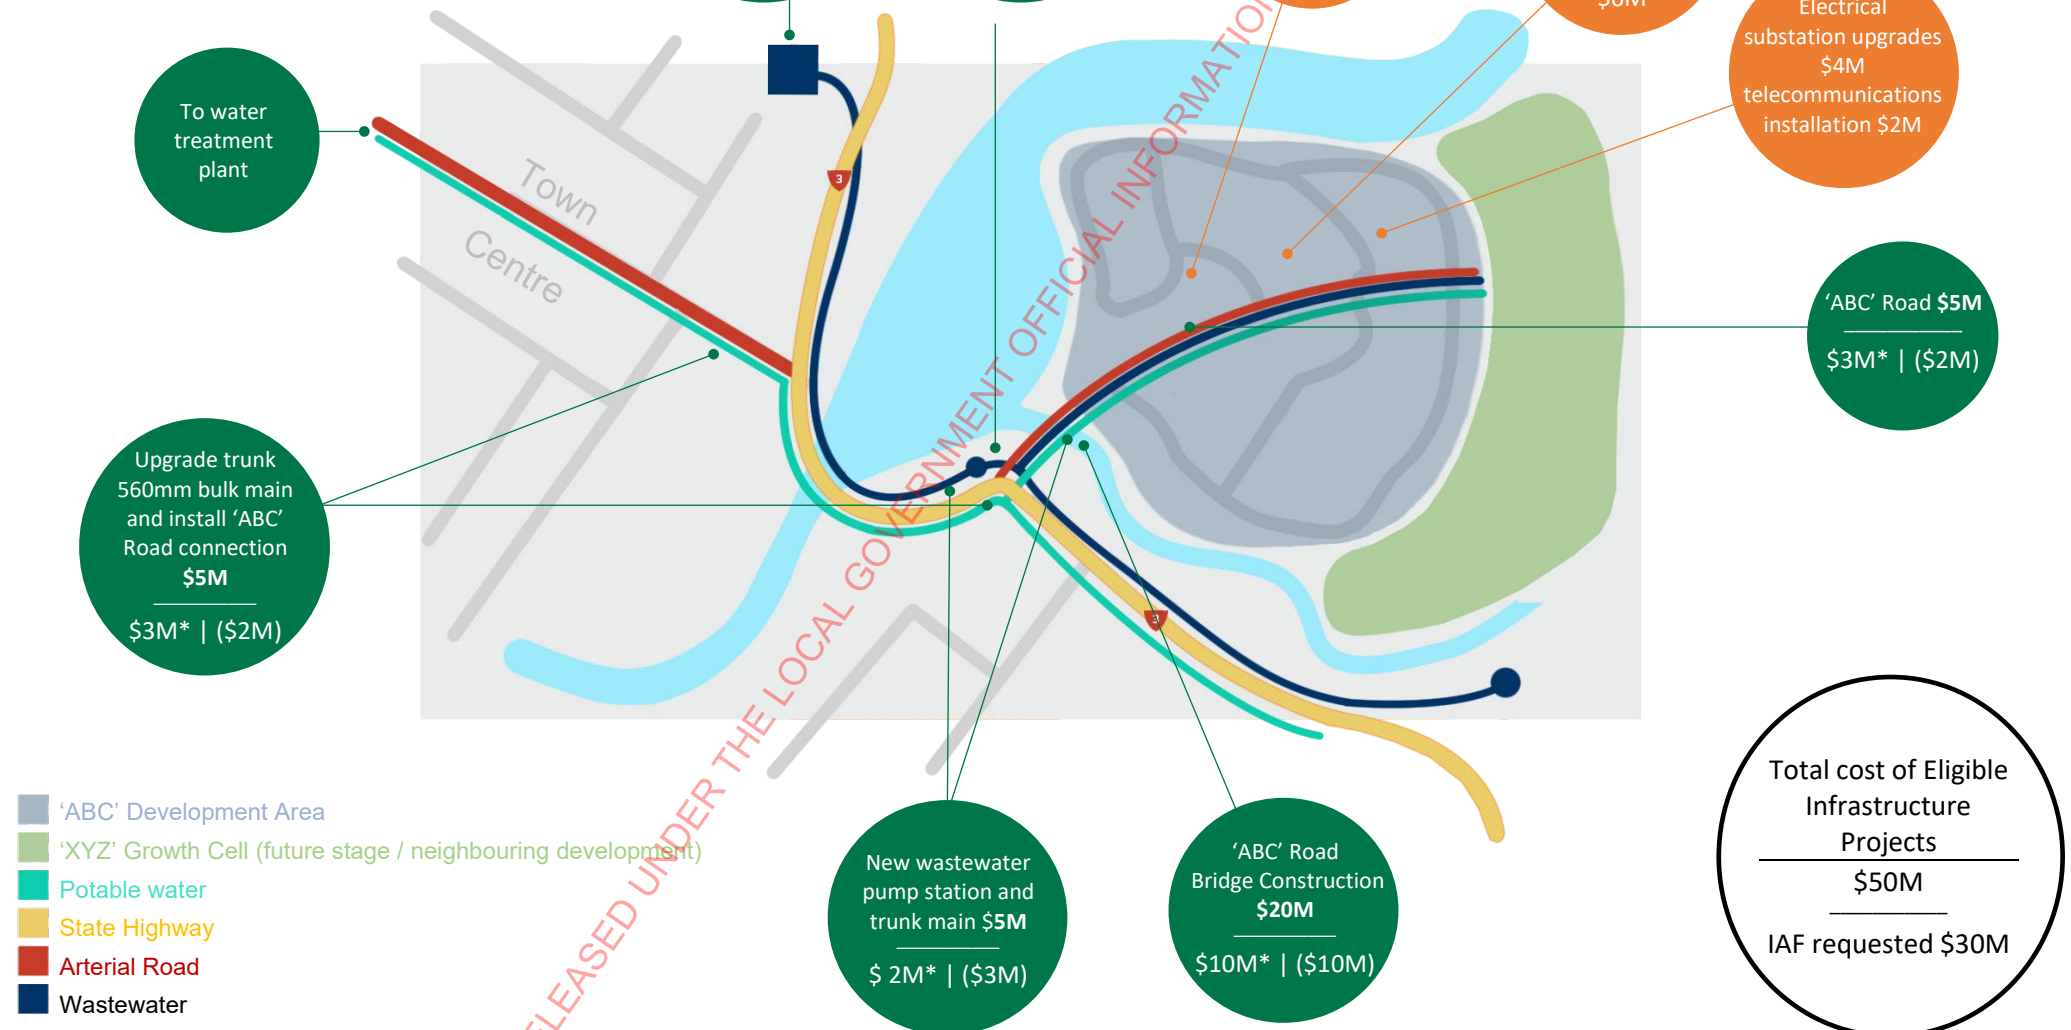 $6M
Electrical
substation upgrades
$4M
telecommunications
installation $2M
To water
treatment
plant
3
Town
Centre
'ABC' Road $5M
$3M* | ($2M)
Upgrade trunk
560mm bulk main
and install 'ABC'
Road connection
$5M
$3M* | ($2M)
3
New wastewater
pump station and
trunk main $5M
$ 2M* | ($3M)
'ABC' Road
Bridge Construction
$20M
$10M* | ($10M)
Total cost of Eligible
Infrastructure
Projects
$50M
IAF requested $30M
'ABC' Development Area
'XYZ' Growth Cell (future stage / neighbouring development)
Potable water
State Highway
Arterial Road
Wastewater
ELEASED UNDER THE LOCAL GOVERNMENT OFFICIAL INFORMATION